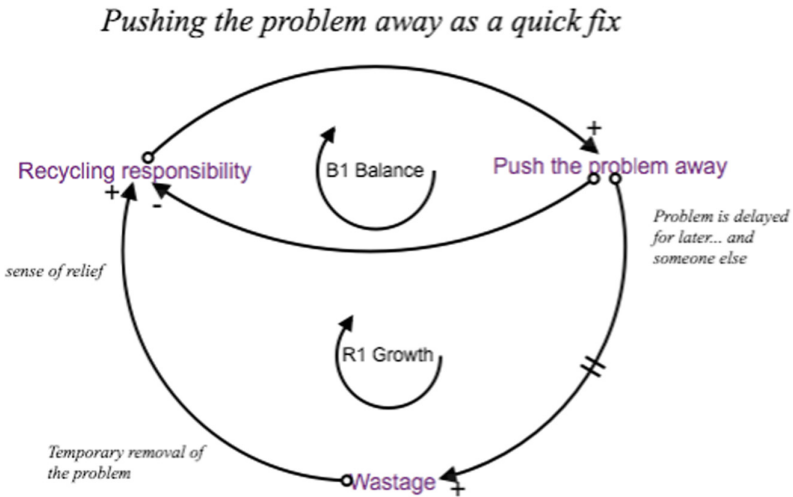 Pushing the problem away as a quick fix
+
Recycling responsibility
B1 Balance
Push the problem away
+
-
Problem is delayed
for later... and
someone else
sense of relief
R1 Growth
Temporary removal of
the problem
Wastage
+